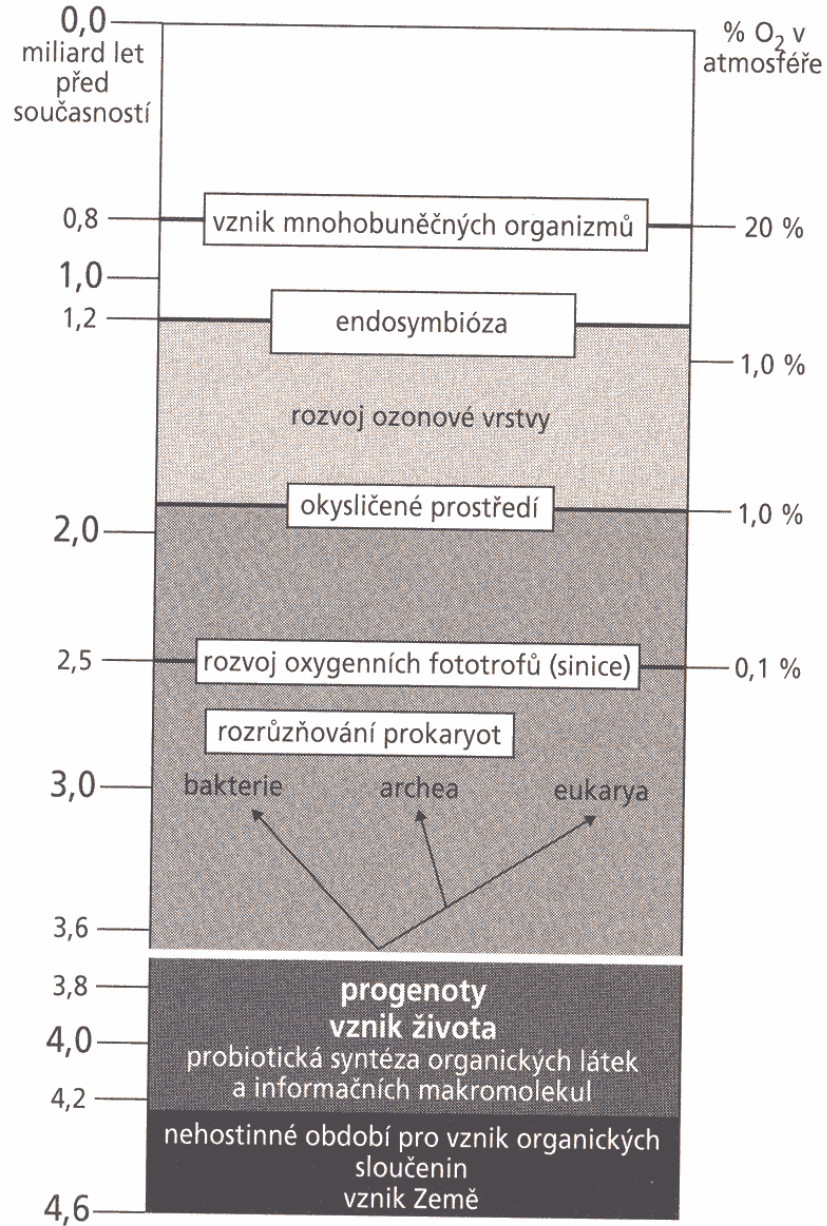 0,0
miliard let
před
současností
% O2 v
atmosféře
0,8
vznik mnohobuněčných organizmů
20 %
1,0
1,2
endosymbióza
1,0 %
rozvoj ozonové vrstvy
okysličené prostředí
1,0 %
2,0
2,5
rozvoj oxygenních fototrofů (sinice)
0,1 %
rozrůzňování prokaryot
3,0
bakterie
archea
eukarya
3,6
3,8
progenoty
vznik života
4,0
probiotická syntéza organických látek
a informačních makromolekul
4,2
nehostinné období pro vznik organických
sloučenin
vznik Země
4,6